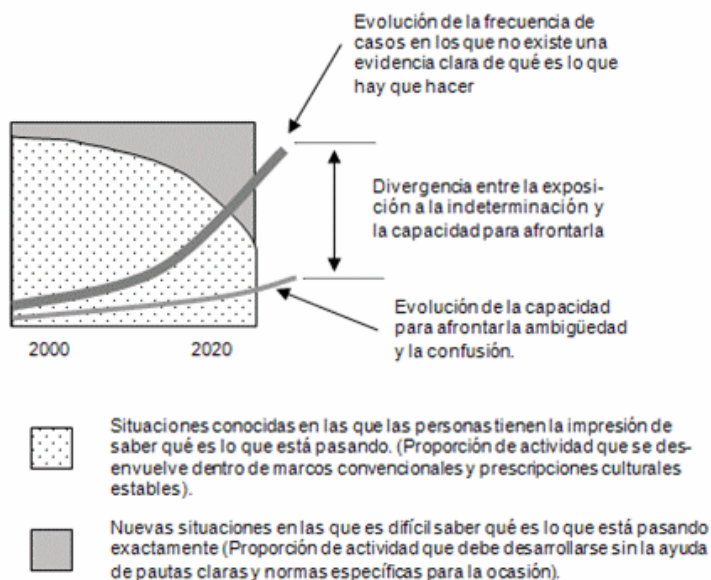 Evolución de la frecuencia de
casos en los que no existe una
evidencia clara de qué es lo que
hay que hacer
Divergencia entre la exposi-
ción a la indeterminación y
la capacidad para afrontarla
Evolución de la capacidad
para afrontar la ambigüedad
y la confusión.
2000 2020
Situaciones conocidas en las que las personas tienen la impresión de
saber qué es lo que está pasando. (Proporción de actividad que se des-
envuelve dentro de marcos convencionales y prescripciones culturales
estables).
Nuevas situaciones en las que es difícil saber qué es lo que está pasando
exactamente (Proporción de actividad que debe desarrollarse sin la ayuda
de pautas claras y normas específicas para la ocasión).